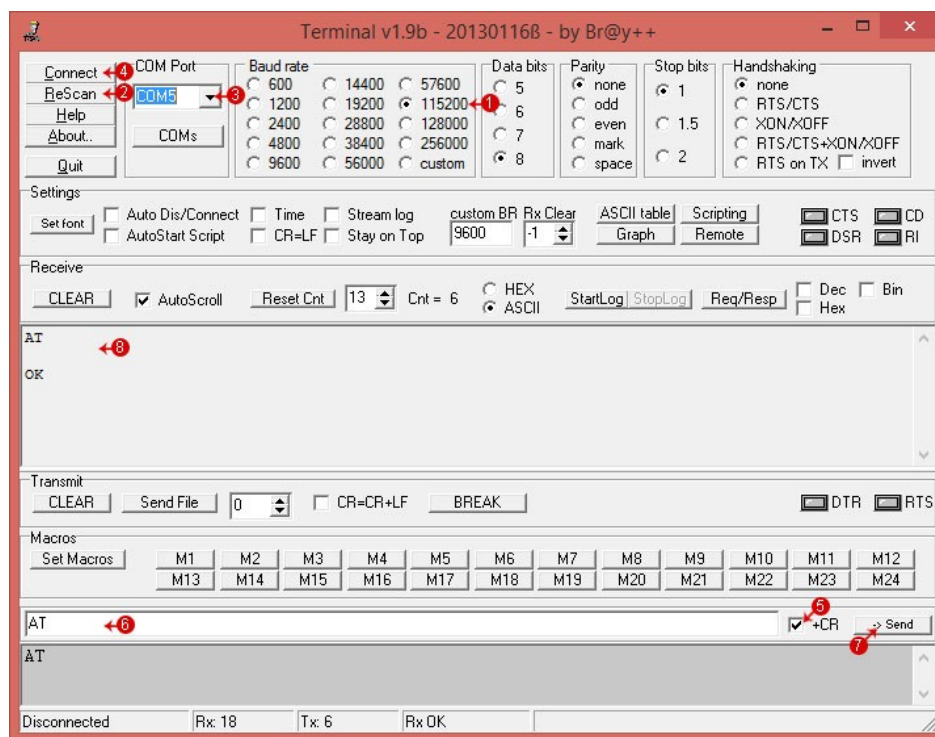 Terminal v1.9b - 20130116ß - by Br@y++
Connect 4 COM Port Baud rate Data bits Parity Stop bits Handshaking
ReScan 2 COM5 3
Help
About..
Quit
COMs
600 14400 57600
1200 19200 115200 1
2400 28800 128000
4800 38400 256000
9600 56000 custom
5
6
7
8
none
odd
even
mark
space
1
1.5
2
none
RTS/CTS
XON/XOFF
RTS/CTS+XON/XOFF
RTS on TX invert
Settings
Set font Auto Dis/Connect Time Stream log custom BR Rx Clear ASCII table Scripting CTS CD
AutoStart Script CR=LF Stay on Top 9600 -1 Graph Remote DSR RI
Receive
CLEAR AutoScroll Reset Cnt 13 Cnt = 6 HEX ASCII StartLog StopLog Req/Resp Dec Bin
Hex
AT
8
OK
Transmit
CLEAR Send File 0 CR=CR+LF BREAK DTR RTS
Macros
Set Macros M1 M2 M3 M4 M5 M6 M7 M8 M9 M10 M11 M12
M13 M14 M15 M16 M17 M18 M19 M20 M21 M22 M23 M24
AT 6 5 +CR -> Send
7
AT
Disconnected Rx: 18 Tx: 6 Rx OK